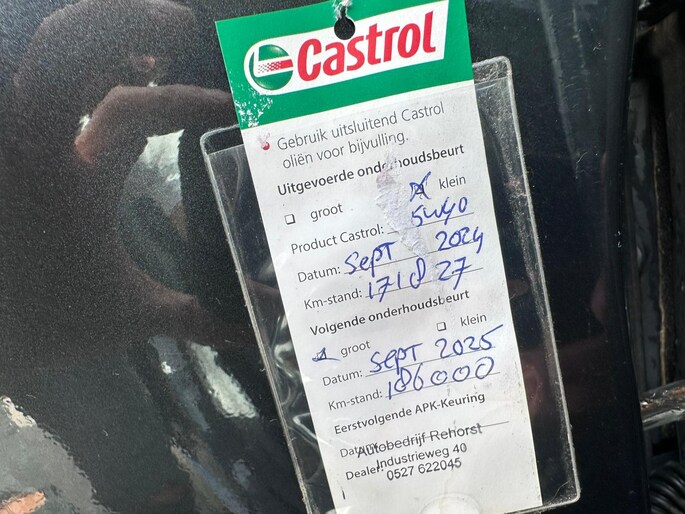 Castrol
Gebruik uitsluitend Castrol
oliën voor bijvulling.
Uitgevoerde onderhoudsbeurt
groot klein
Product Castrol: 5W40
Datum: Sept 2024
Km-stand: 171827
Volgende onderhoudsbeurt
groot klein
Datum: Sept 2025
Km-stand: 186000
Eerstvolgende APK-Keuring
Datum: Autobedrijf Rehorst
Industrieweg 40
Dealer: 0527 622045